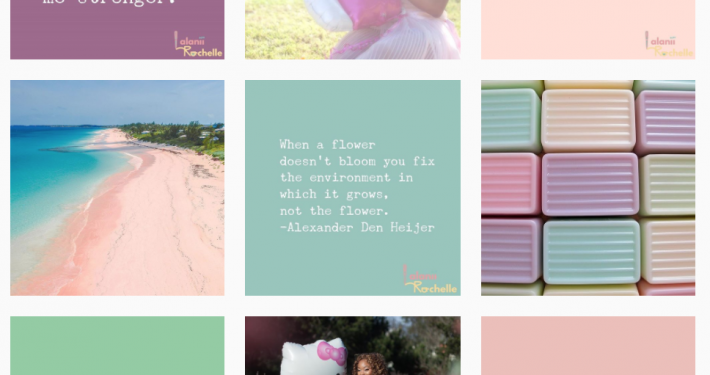 me stronger.
Lalanii
Rochelle
Lalanii
Rochelle
When a flower
doesn't bloom you fix
the environment in
which it grows,
not the flower.
-Alexander Den Heijer
Lalanii
Rochelle